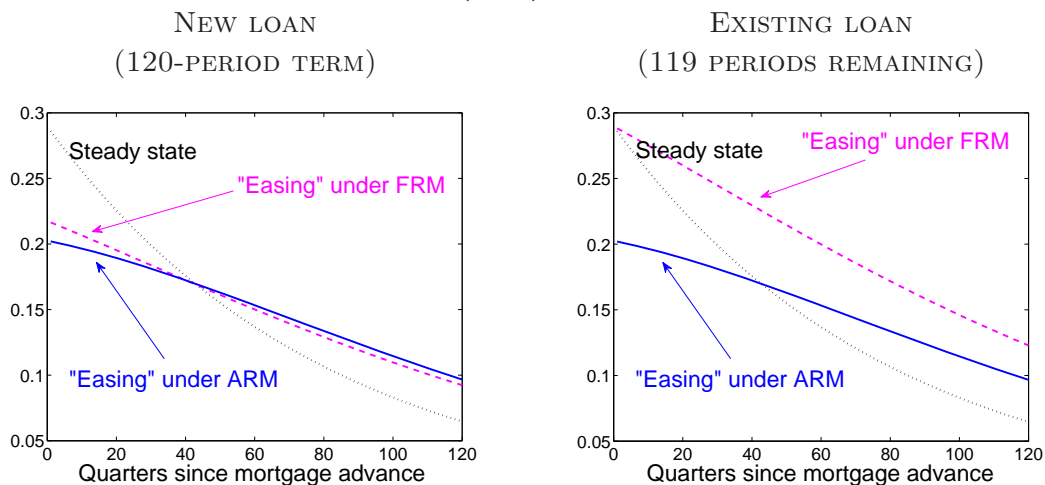 NEW LOAN
(120-PERIOD TERM)
0.3
0.25
0.2
0.15
0.1
0.05
0 20 40 60 80 100 120
Steady state
"Easing" under FRM
"Easing" under ARM
Quarters since mortgage advance
EXISTING LOAN
(119 PERIODS REMAINING)
0.3
0.25
0.2
0.15
0.1
0.05
0 20 40 60 80 100 120
"Easing" under FRM
Steady state
"Easing" under ARM
Quarters since mortgage advance